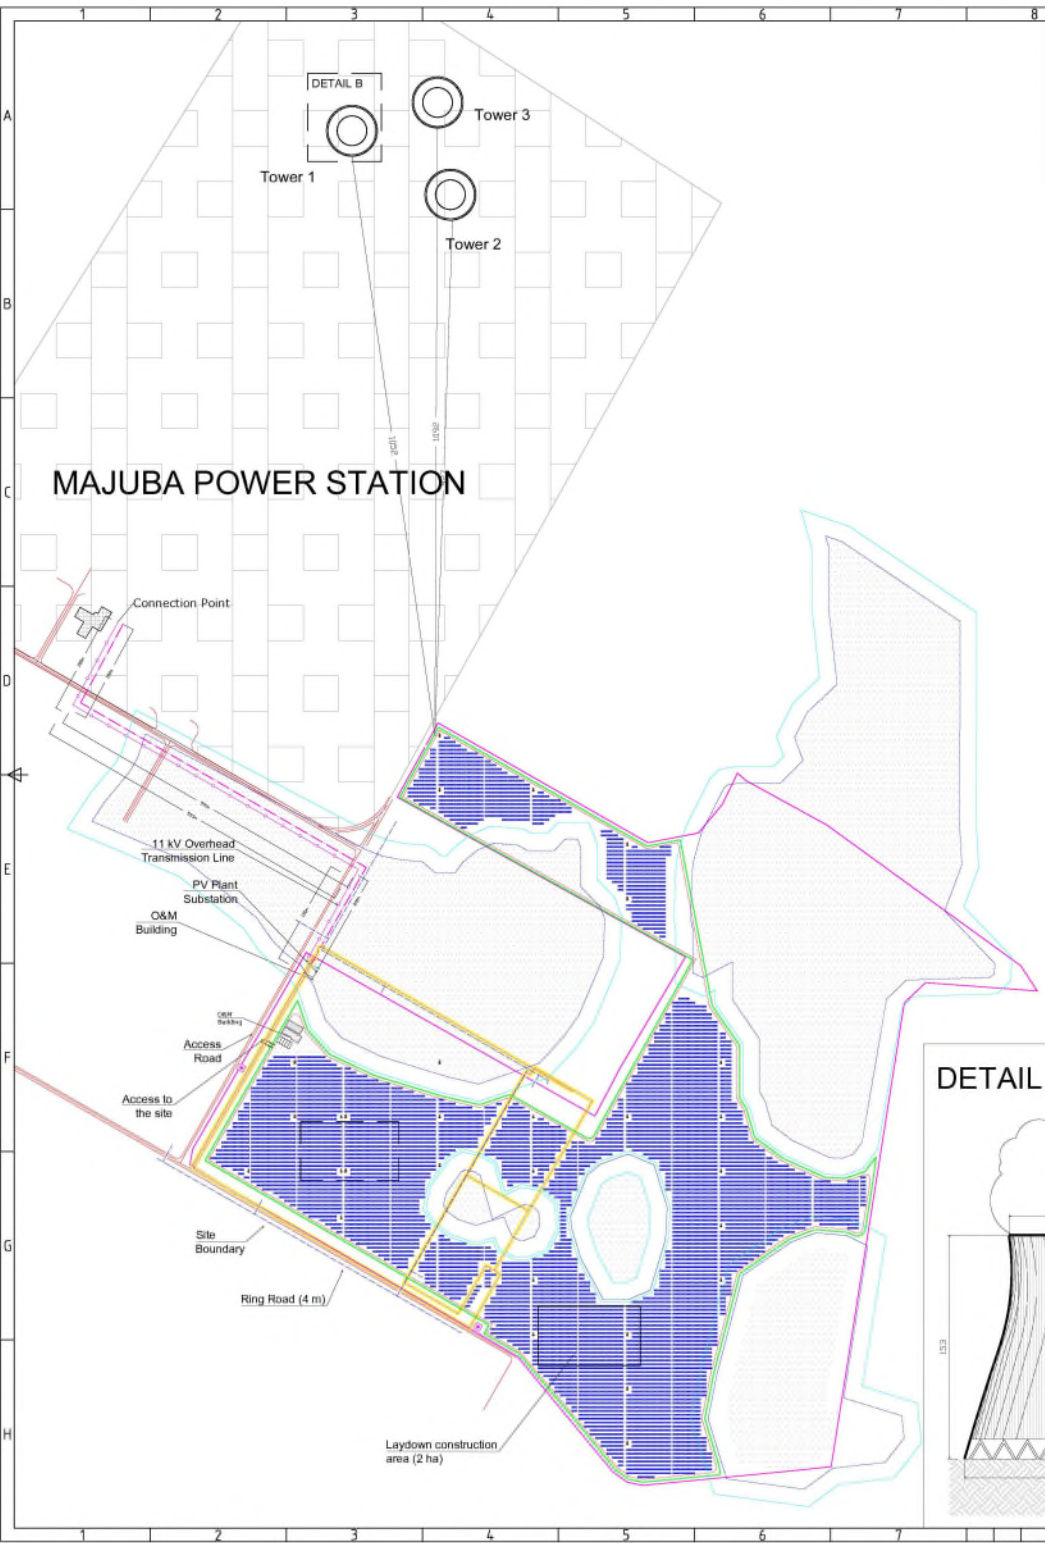 1 2 3 4 5 6 7 8
A
DETAIL B
Tower 3
Tower 1
Tower 2
B
C
MAJUBA POWER STATION
Connection Point
D
E
11 kV Overhead
Transmission Line
PV Plant
Substation
O&M
Building
O&M
Building
F
Access
Road
Access to
the site
DETAIL
G
Site
Boundary
Ring Road (4 m)
153
H
Laydown construction
area (2 ha)
1 2 3 4 5 6 7 8